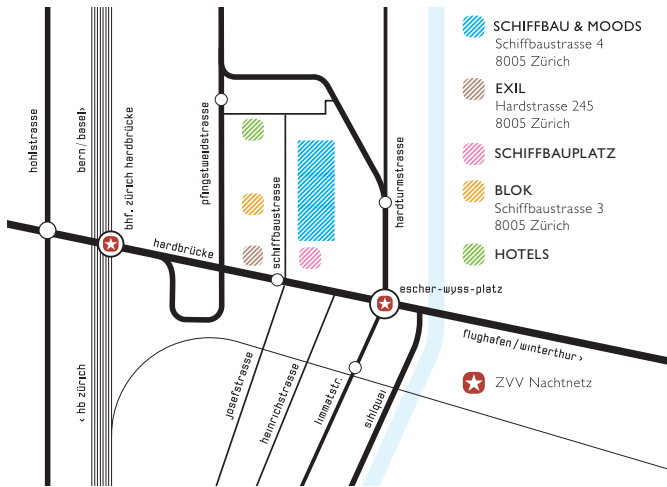 SCHIFFBAU & MOODS
Schiffbaustrasse 4
8005 Zürich
EXIL
Hardstrasse 245
8005 Zürich
SCHIFFBAUPLATZ
BLOK
Schiffbaustrasse 3
8005 Zürich
HOTELS
ZVV Nachtnetz
hohlstrasse
bern / basel>
bhf. zürich hardbrücke
pfingstweidstrasse
schiffbaustrasse
hardturmstrasse
hardbrücke
escher-wyss-platz
flughafen / winterthur >
< hb zürich
josefstrasse
heinrichstrasse
limmatstr.
sihlquai